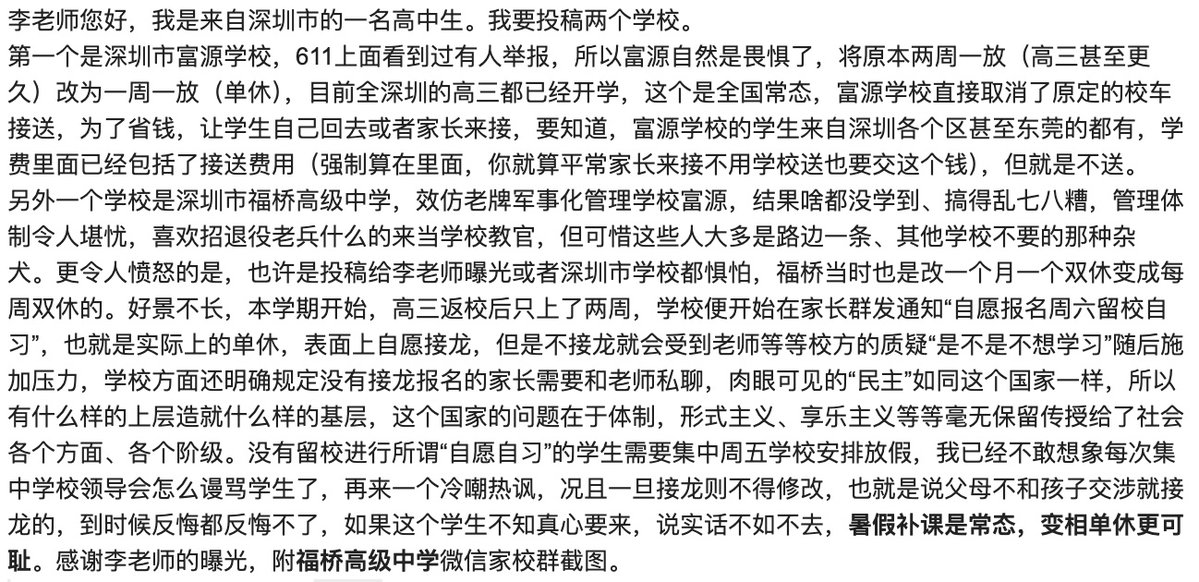 李老师您好，我是来自深圳市的一名高中生。我要投稿两个学校。
第一个是深圳市富源学校，611上面看到过有人举报，所以富源自然是畏惧了，将原本两周一放（高三甚至更
久）改为一周一放（单休），目前全深圳的高三都已经开学，这个是全国常态，富源学校直接取消了原定的校车
接送，为了省钱，让学生自己回去或者家长来接，要知道，富源学校的学生来自深圳各个区甚至东莞的都有，学
费里面已经包括了接送费用（强制算在里面，你就算平常家长来接不用学校送也要交这个钱），但就是不送。
另外一个学校是深圳市福桥高级中学，效仿老牌军事化管理学校富源，结果啥都没学到、搞得乱七八糟，管理体
制令人堪忧，喜欢招退役老兵什么的来当学校教官，但可惜这些人大多是路边一条、其他学校不要的那种杂
犬。更令人愤怒的是，也许是投稿给李老师曝光或者深圳市学校都惧怕，福桥当时也是改一个月一个双休变成每
周双休的。好景不长，本学期开始，高三返校后只上了两周，学校便开始在家长群发通知“自愿报名周六留校自
习”，也就是实际上的单休，表面上自愿接龙，但是不接龙就会受到老师等等校方的质疑“是不是不想学习”随后施
加压力，学校方面还明确规定没有接龙报名的家长需要和老师私聊，肉眼可见的“民主”如同这个国家一样，所以
有什么样的上层造就什么样的基层，这个国家的问题在于体制，形式主义、享乐主义等等毫无保留传授给了社会
各个方面、各个阶级。没有留校进行所谓“自愿自习”的学生需要集中周五学校安排放假，我已经不敢想象每次集
中学校领导会怎么谩骂学生了，再来一个冷嘲热讽，况且一旦接龙则不得修改，也就是说父母不和孩子交涉就接
龙的，到时候反悔都反悔不了，如果这个学生不知真心要来，说实话不如不去，暑假补课是常态，变相单休更可
耻。感谢李老师的曝光，附福桥高级中学微信家校群截图。